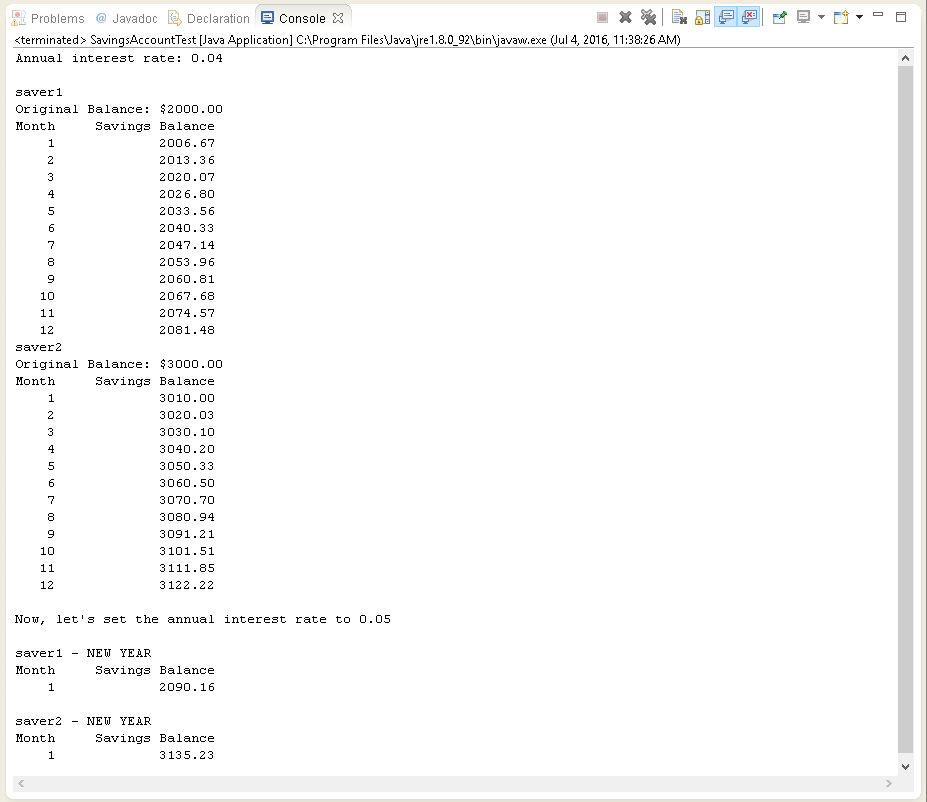 Problems @ Javadoc Declaration Console
<terminated> SavingsAccountTest [Java Application] C:\Program Files\Java\jre1.8.0_92\bin\javaw.exe (Jul 4, 2016, 11:38:26 AM)
Annual interest rate: 0.04
saver1
Original Balance: $2000.00
Month Savings Balance
1 2006.67
2 2013.36
3 2020.07
4 2026.80
5 2033.56
6 2040.33
7 2047.14
8 2053.96
9 2060.81
10 2067.68
11 2074.57
12 2081.48
saver2
Original Balance: $3000.00
Month Savings Balance
1 3010.00
2 3020.03
3 3030.10
4 3040.20
5 3050.33
6 3060.50
7 3070.70
8 3080.94
9 3091.21
10 3101.51
11 3111.85
12 3122.22
Now, let's set the annual interest rate to 0.05
saver1 - NEW YEAR
Month Savings Balance
1 2090.16
saver2 - NEW YEAR
Month Savings Balance
1 3135.23